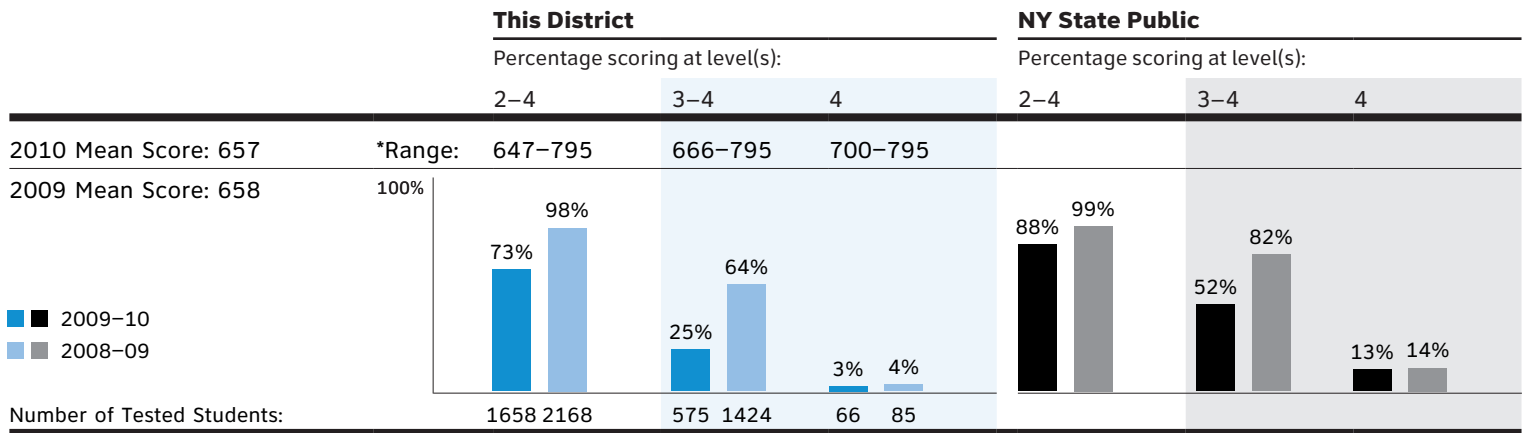 This District NY State Public
Percentage scoring at level(s): Percentage scoring at level(s):
2–4 3–4 4 2–4 3–4 4
2010 Mean Score: 657 *Range: 647–795 666–795 700–795
2009 Mean Score: 658 100%
98% 99%
73% 88%
64% 82%
25% 52%
3% 4% 13% 14%
2009–10
2008–09
Number of Tested Students: 1658 2168 575 1424 66 85